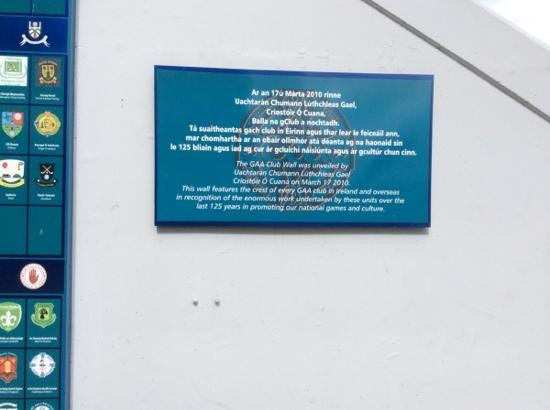 Ar an 17ú Márta 2010 rinne
Uachtarán Chumann Lúthchleas Gael,
Críostóir Ó Cuana,
Balla na gClub a nochtadh.
Tá suaitheantas gach club in Éirinn agus thar lear le feiceáil ann,
mar chomhartha ar an obair ollmhór atá déanta ag na haonaid sin
le 125 bliain agus iad ag cur ár gcluichí náisiúnta agus ár gcultúr chun cinn.
The GAA Club Wall was unveiled by
Uachtarán Chumann Lúthchleas Gael
Críostóir Ó Cuana on March 17 2010.
This wall features the crest of every GAA club in Ireland and overseas
in recognition of the enormous work undertaken by these units over the
last 125 years in promoting our national games and culture.